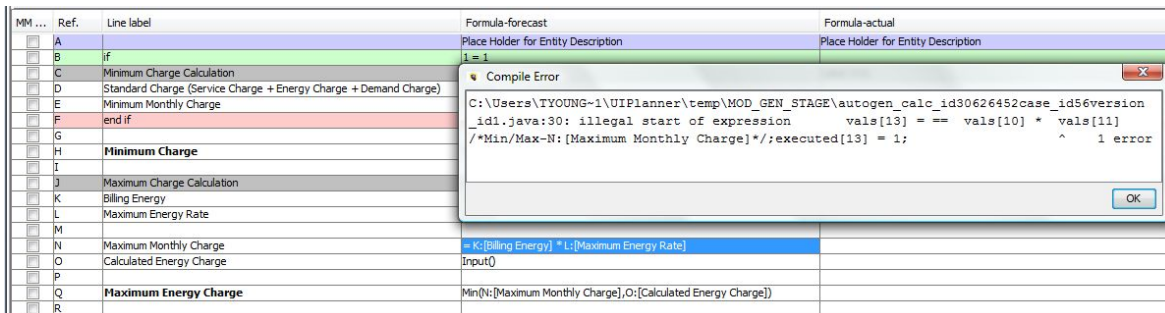 MM ... Ref. Line label Formula-forecast Formula-actual
A Place Holder for Entity Description Place Holder for Entity Description
B if 1 = 1
C Minimum Charge Calculation
D Standard Charge (Service Charge + Energy Charge + Demand Charge)
E Minimum Monthly Charge
F end if
G
H Minimum Charge
I
J Maximum Charge Calculation
K Billing Energy
L Maximum Energy Rate
M
N Maximum Monthly Charge = K:[Billing Energy] * L:[Maximum Energy Rate]
O Calculated Energy Charge Input()
P
Q Maximum Energy Charge Min(N:[Maximum Monthly Charge],O:[Calculated Energy Charge])
R
Compile Error
C:\Users\TYOUNG~1\UIPlanner\temp\MOD_GEN_STAGE\autogen_calc_id30626452case_id56version
_id1.java:30: illegal start of expression vals[13] = == vals[10] * vals[11]
/*Min/Max-N:[Maximum Monthly Charge]*/;executed[13] = 1; ^ 1 error
OK